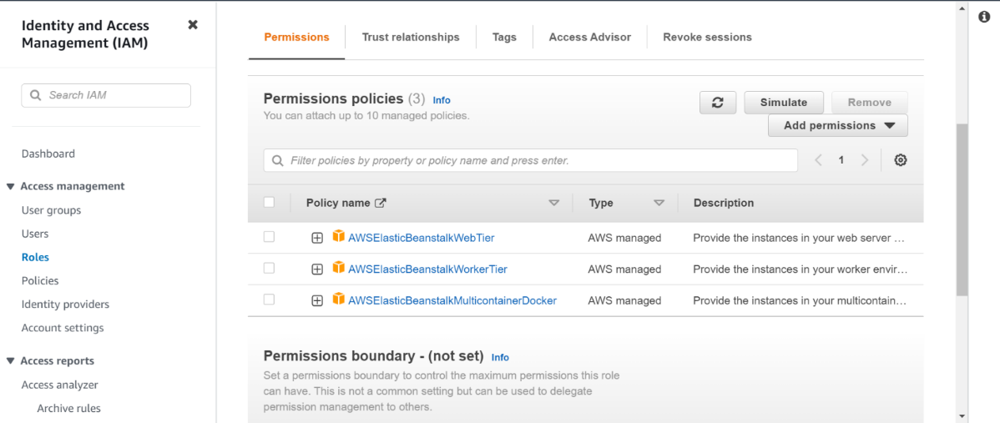 Identity and Access
Management (IAM)
Search IAM
Dashboard
Access management
User groups
Users
Roles
Policies
Identity providers
Account settings
Access reports
Access analyzer
Archive rules
Permissions
Trust relationships
Tags
Access Advisor
Revoke sessions
Permissions policies (3) Info
You can attach up to 10 managed policies.
Simulate
Remove
Add permissions
Filter policies by property or policy name and press enter.
1
Policy name
Type
Description
AWSElasticBeanstalkWebTier
AWS managed
Provide the instances in your web server ...
AWSElasticBeanstalkWorkerTier
AWS managed
Provide the instances in your worker envir...
AWSElasticBeanstalkMulticontainerDocker
AWS managed
Provide the instances in your multicontain...
Permissions boundary - (not set) Info
Set a permissions boundary to control the maximum permissions this role
can have. This is not a common setting but can be used to delegate
permission management to others.